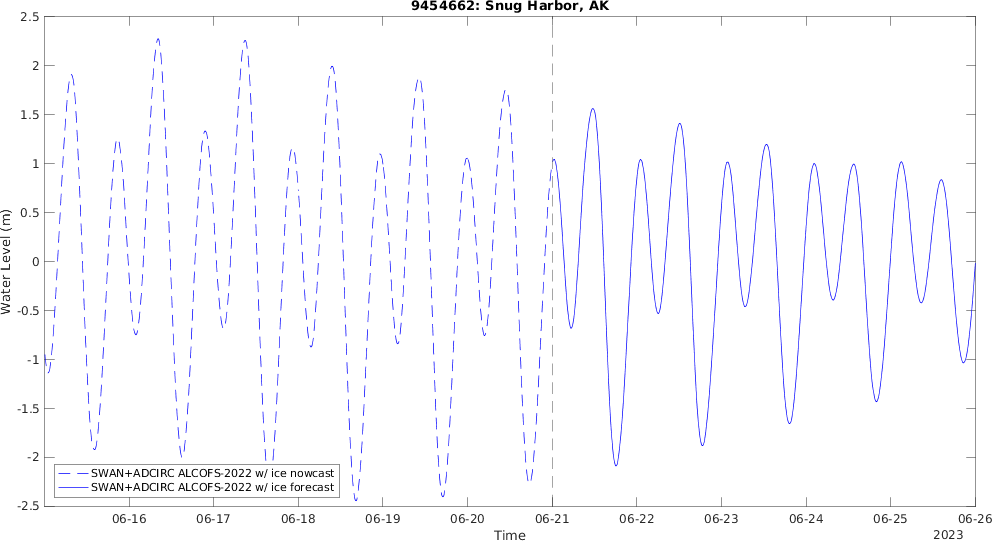 9454662: Snug Harbor, AK
2.5
2
1.5
1
0.5
0
-0.5
-1
-1.5
-2
-2.5
Water Level (m)
SWAN+ADCIRC ALCOFS-2022 w/ ice nowcast
SWAN+ADCIRC ALCOFS-2022 w/ ice forecast
06-16 06-17 06-18 06-19 06-20 06-21 06-22 06-23 06-24 06-25 06-26
Time
2023